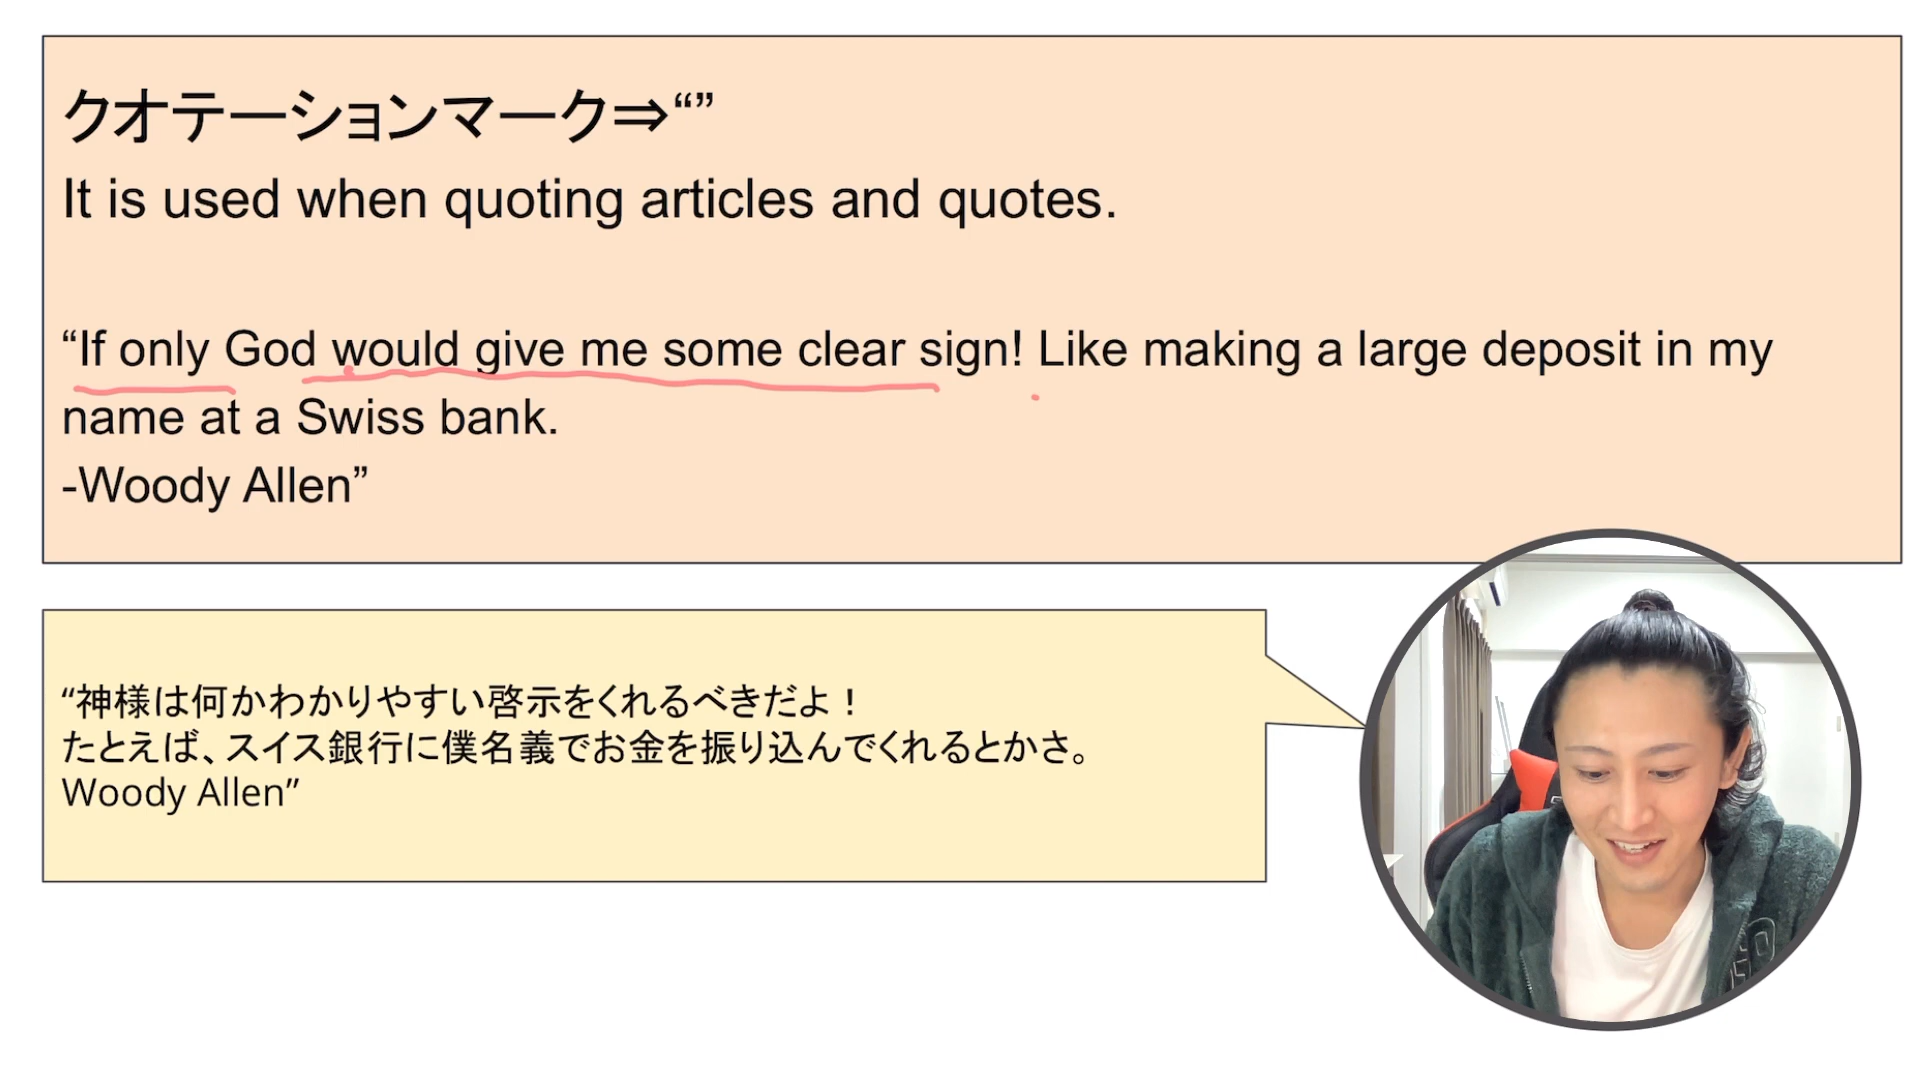 クオテーションマーク⇒“”
It is used when quoting articles and quotes.
“If only God would give me some clear sign! Like making a large deposit in my
name at a Swiss bank.
-Woody Allen”
“神様は何かわかりやすい啓示をくれるべきだよ！
たとえば、スイス銀行に僕名義でお金を振り込んでくれるとかさ。
Woody Allen”